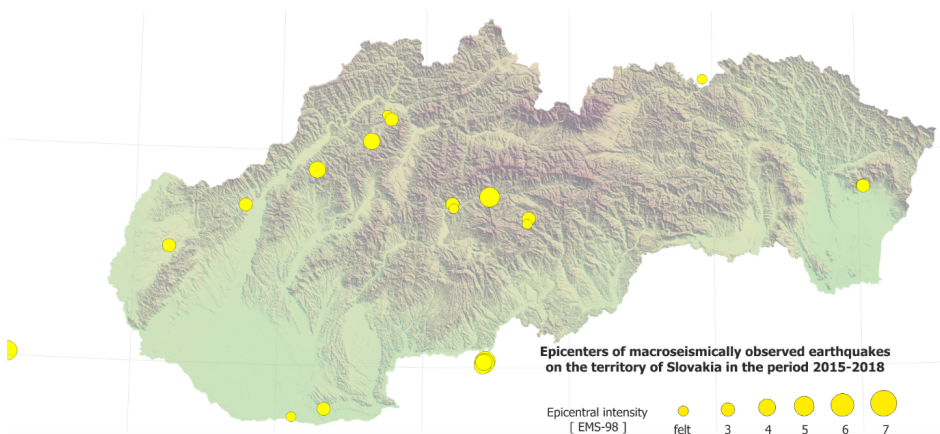 Epicenters of macroseismically observed earthquakes
on the territory of Slovakia in the period 2015-2018
Epicentral intensity
[ EMS-98 ]
felt 3 4 5 6 7